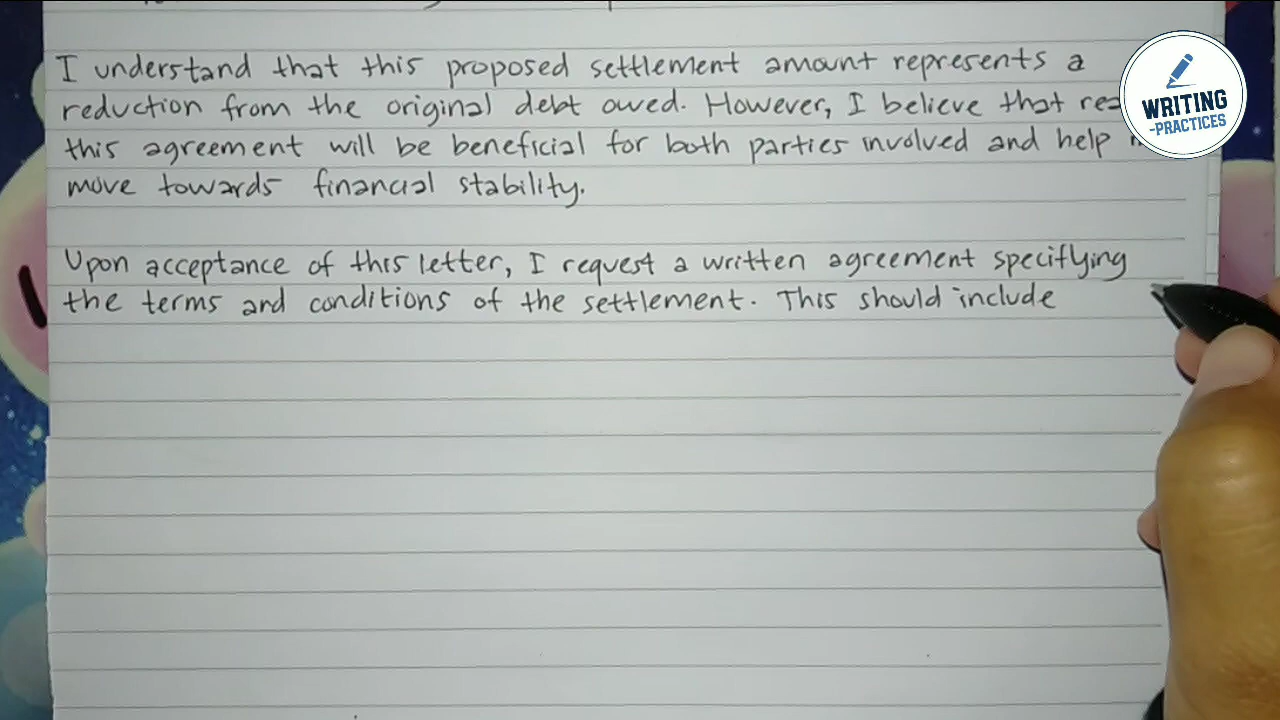 I understand that this proposed settlement amount represents a
reduction from the original debt owed. However, I believe that
this agreement will be beneficial for both parties involved and help
move towards financial stability.
Upon acceptance of this letter, I request a written agreement speciflying
the terms and conditions of the settlement. This should include
WRITING
-PRACTICES